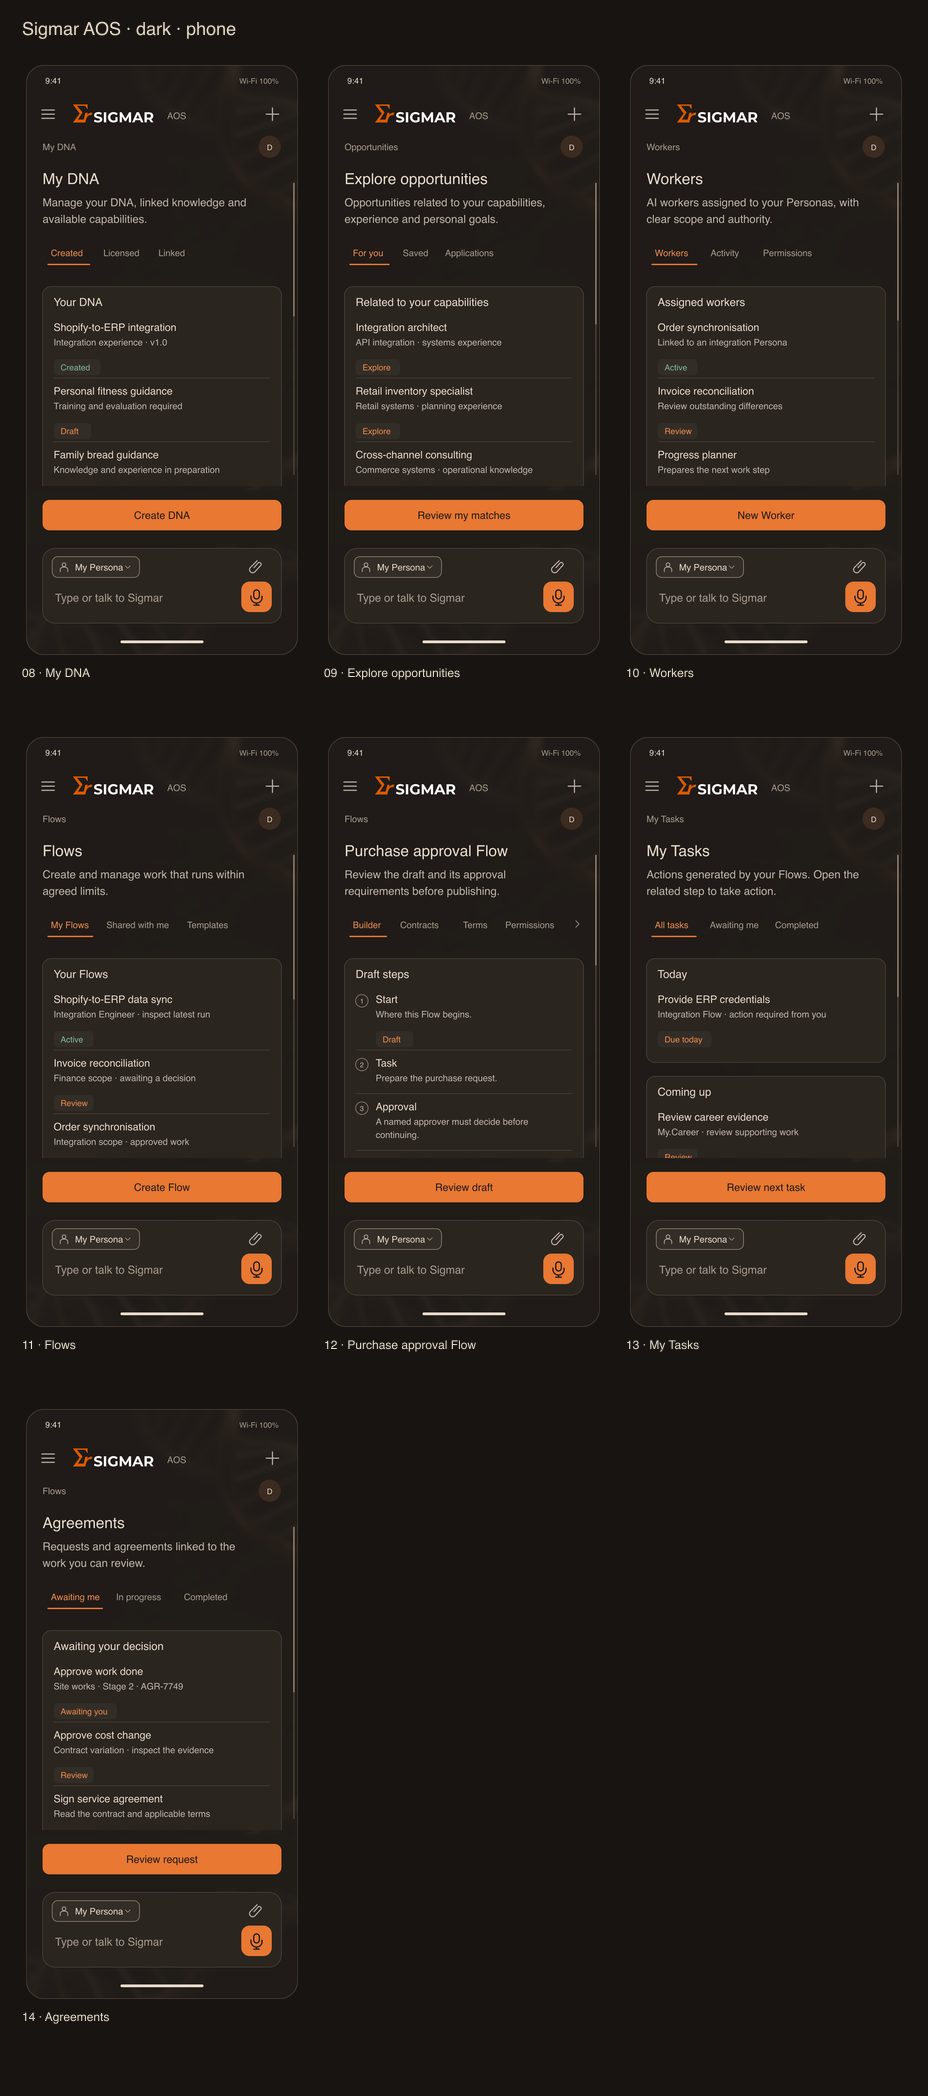 Sigmar AOS · dark · phone
9:41
Wi-Fi 100%
SIGMAR AOS
My DNA
D
My DNA
Manage your DNA, linked knowledge and
available capabilities.
Created Licensed Linked
Your DNA
Shopify-to-ERP integration
Integration experience · v1.0
Created
Personal fitness guidance
Training and evaluation required
Draft
Family bread guidance
Knowledge and experience in preparation
Create DNA
My Persona
Type or talk to Sigmar
08 · My DNA
9:41
Wi-Fi 100%
SIGMAR AOS
Opportunities
D
Explore opportunities
Opportunities related to your capabilities,
experience and personal goals.
For you Saved Applications
Related to your capabilities
Integration architect
API integration · systems experience
Explore
Retail inventory specialist
Retail systems · planning experience
Explore
Cross-channel consulting
Commerce systems · operational knowledge
Review my matches
My Persona
Type or talk to Sigmar
09 · Explore opportunities
9:41
Wi-Fi 100%
SIGMAR AOS
Workers
D
Workers
AI workers assigned to your Personas, with
clear scope and authority.
Workers Activity Permissions
Assigned workers
Order synchronisation
Linked to an integration Persona
Active
Invoice reconciliation
Review outstanding differences
Review
Progress planner
Prepares the next work step
New Worker
My Persona
Type or talk to Sigmar
10 · Workers
9:41
Wi-Fi 100%
SIGMAR AOS
Flows
D
Flows
Create and manage work that runs within
agreed limits.
My Flows Shared with me Templates
Your Flows
Shopify-to-ERP data sync
Integration Engineer · inspect latest run
Active
Invoice reconciliation
Finance scope · awaiting a decision
Review
Order synchronisation
Integration scope · approved work
Create Flow
My Persona
Type or talk to Sigmar
11 · Flows
9:41
Wi-Fi 100%
SIGMAR AOS
Flows
D
Purchase approval Flow
Review the draft and its approval
requirements before publishing.
Builder Contracts Terms Permissions
Draft steps
1 Start
Where this Flow begins.
Draft
2 Task
Prepare the purchase request.
3 Approval
A named approver must decide before
continuing.
Review draft
My Persona
Type or talk to Sigmar
12 · Purchase approval Flow
9:41
Wi-Fi 100%
SIGMAR AOS
My Tasks
D
My Tasks
Actions generated by your Flows. Open the
related step to take action.
All tasks Awaiting me Completed
Today
Provide ERP credentials
Integration Flow · action required from you
Due today
Coming up
Review career evidence
My.Career · review supporting work
Review
Review next task
My Persona
Type or talk to Sigmar
13 · My Tasks
9:41
Wi-Fi 100%
SIGMAR AOS
Flows
D
Agreements
Requests and agreements linked to the
work you can review.
Awaiting me In progress Completed
Awaiting your decision
Approve work done
Site works · Stage 2 · AGR-7749
Awaiting you
Approve cost change
Contract variation · inspect the evidence
Review
Sign service agreement
Read the contract and applicable terms
Review request
My Persona
Type or talk to Sigmar
14 · Agreements